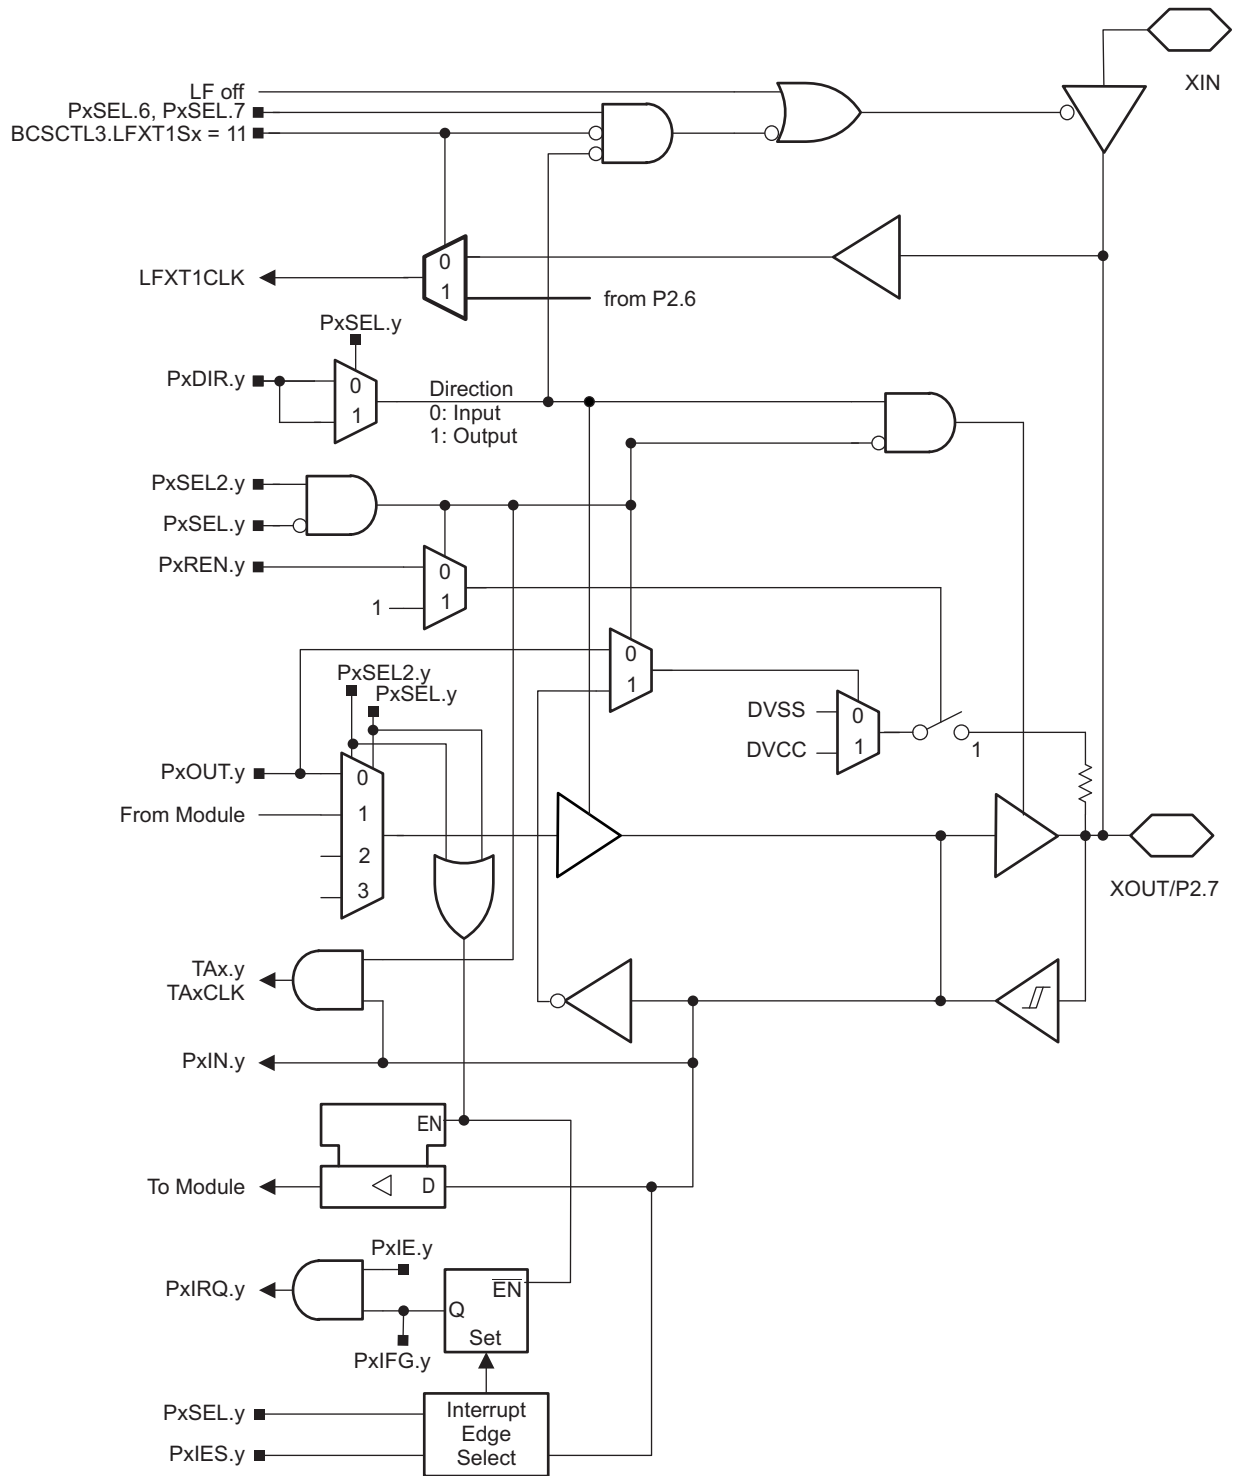 XIN
LF off
PxSEL.6, PxSEL.7
BCSCTL3.LFXT1Sx = 11
0
LFXT1CLK
1
from P2.6
PxSEL.y
PxDIR.y
0
1
Direction
0: Input
1: Output
PxSEL2.y
PxSEL.y
PxREN.y
0
1
1
0
1
PxSEL2.y
PxSEL.y
DVSS
0
DVCC
1
1
PxOUT.y
0
From Module
1
2
3
XOUT/P2.7
TAx.y
TAxCLK
PxIN.y
EN
To Module
D
PxIE.y
PxIRQ.y
EN
Q
Set
PxIFG.y
PxSEL.y
PxIES.y
Interrupt
Edge
Select